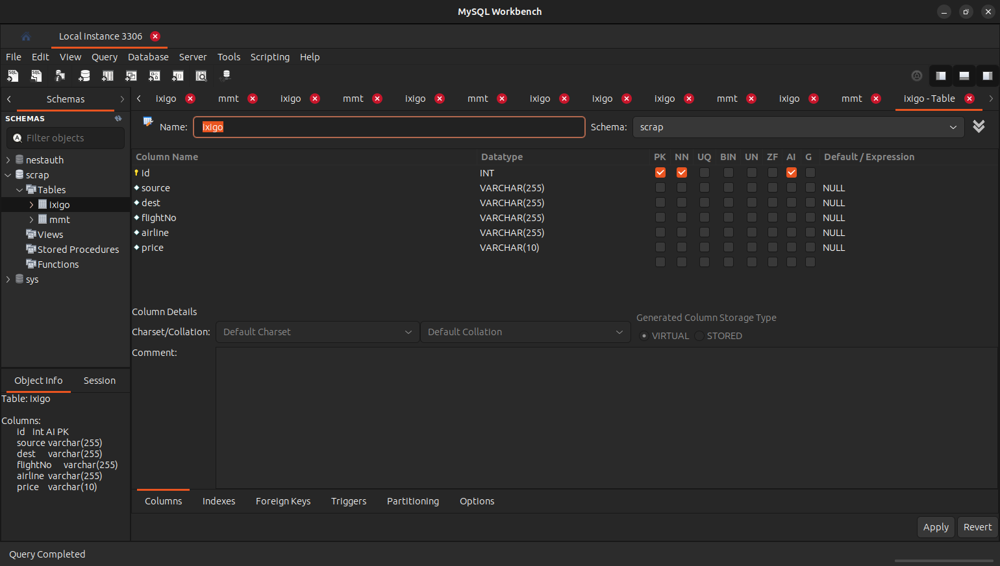 MySQL Workbench
Local Instance 3306
File Edit View Query Database Server Tools Scripting Help
Schemas
ixigo mmt ixigo mmt ixigo mmt ixigo ixigo ixigo mmt ixigo mmt ixigo - Table
SCHEMAS
Filter objects
nestauth
scrap
Tables
ixigo
mmt
Views
Stored Procedures
Functions
sys
Name: ixigo Schema: scrap
Column Name Datatype PK NN UQ BIN UN ZF AI G Default / Expression
id INT
source VARCHAR(255) NULL
dest VARCHAR(255) NULL
flightNo VARCHAR(255) NULL
airline VARCHAR(255) NULL
price VARCHAR(10) NULL
Column Details
Charset/Collation: Default Charset Default Collation
Generated Column Storage Type
VIRTUAL STORED
Comment:
Object Info Session
Table: ixigo
Columns:
id int AI PK
source varchar(255)
dest varchar(255)
flightNo varchar(255)
airline varchar(255)
price varchar(10)
Columns Indexes Foreign Keys Triggers Partitioning Options
Apply Revert
Query Completed